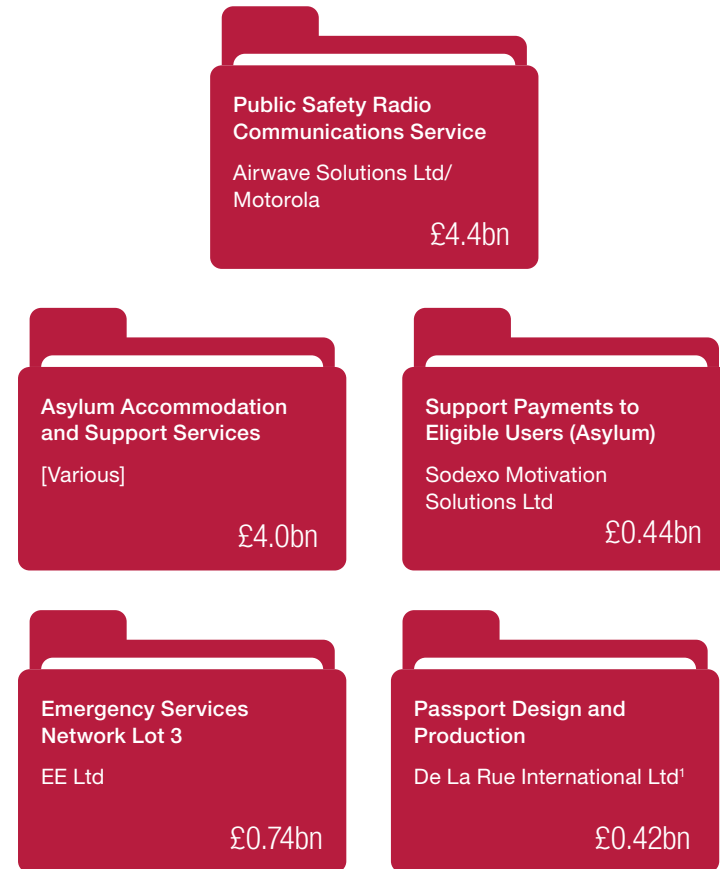 Public Safety Radio
Communications Service
Airwave Solutions Ltd/
Motorola
£4.4bn
Asylum Accommodation
and Support Services
[Various]
£4.0bn
Support Payments to
Eligible Users (Asylum)
Sodexo Motivation
Solutions Ltd
£0.44bn
Emergency Services
Network Lot 3
EE Ltd
£0.74bn
Passport Design and
Production
De La Rue International Ltd¹
£0.42bn